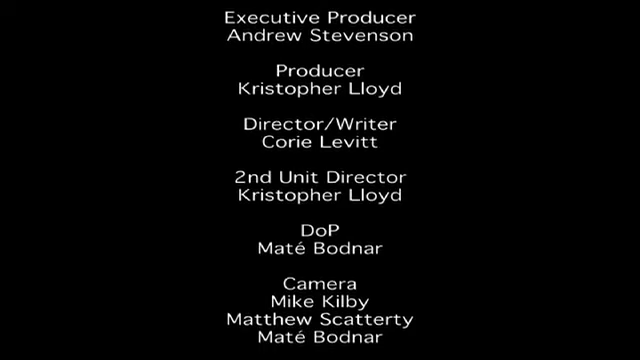 Executive Producer
Andrew Stevenson
Producer
Kristopher Lloyd
Director/Writer
Corie Levitt
2nd Unit Director
Kristopher Lloyd
DoP
Maté Bodnar
Camera
Mike Kilby
Matthew Scatterty
Maté Bodnar